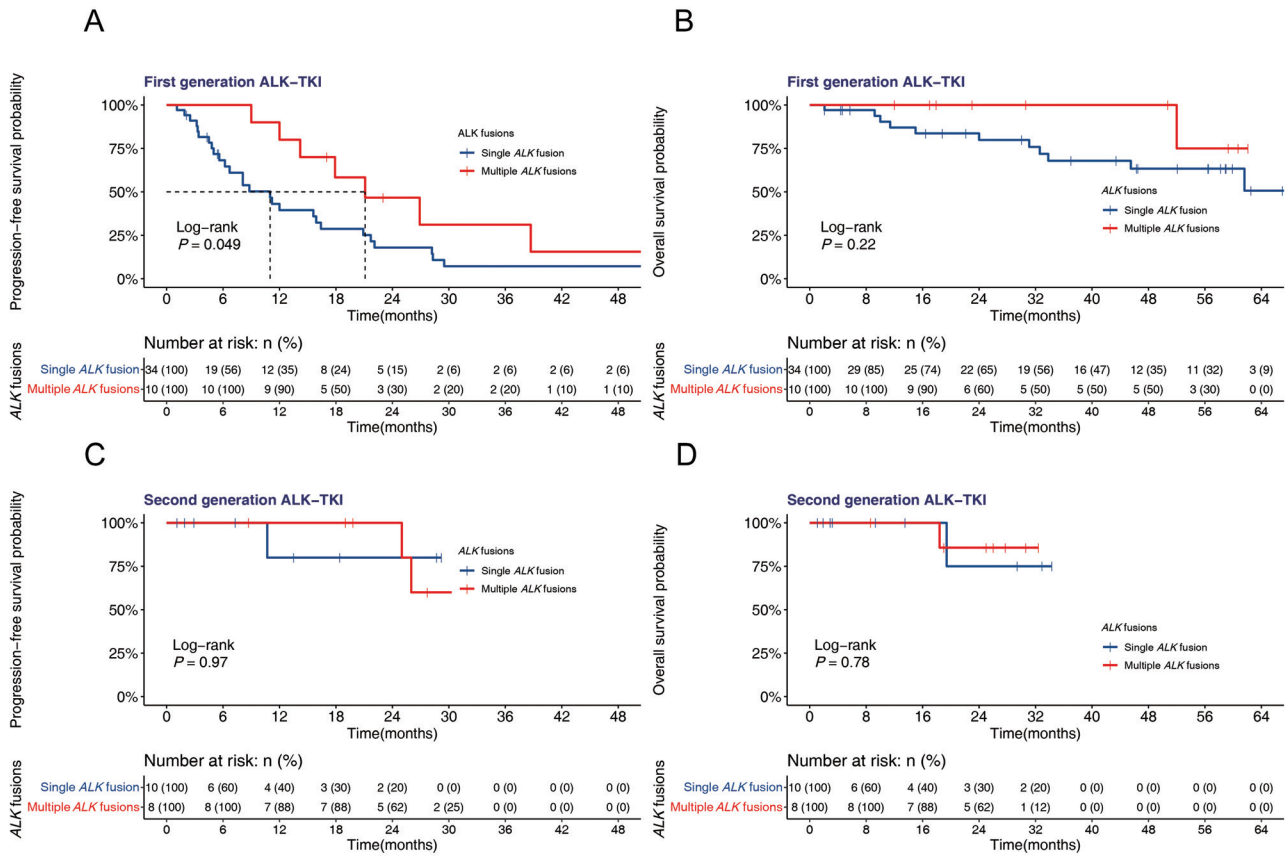 A
First generation ALK−TKI
Progression−free survival probability
100%
75%
50%
25%
0%
ALK fusions
Single ALK fusion
Multiple ALK fusions
Log−rank
P = 0.049
0 6 12 18 24 30 36 42 48
Time(months)
Number at risk: n (%)
ALK fusions
Single ALK fusion 34 (100) 19 (56) 12 (35) 8 (24) 5 (15) 2 (6) 2 (6) 2 (6) 2 (6)
Multiple ALK fusions 10 (100) 10 (100) 9 (90) 5 (50) 3 (30) 2 (20) 2 (20) 1 (10) 1 (10)
0 6 12 18 24 30 36 42 48
Time(months)
B
First generation ALK−TKI
Overall survival probability
100%
75%
50%
25%
0%
ALK fusions
Single ALK fusion
Multiple ALK fusions
Log−rank
P = 0.22
0 8 16 24 32 40 48 56 64
Time(months)
Number at risk: n (%)
ALK fusions
Single ALK fusion 34 (100) 29 (85) 25 (74) 22 (65) 19 (56) 16 (47) 12 (35) 11 (32) 3 (9)
Multiple ALK fusions 10 (100) 10 (100) 9 (90) 6 (60) 5 (50) 5 (50) 5 (50) 3 (30) 0 (0)
0 8 16 24 32 40 48 56 64
Time(months)
C
Second generation ALK−TKI
Progression−free survival probability
100%
75%
50%
25%
0%
ALK fusions
Single ALK fusion
Multiple ALK fusions
Log−rank
P = 0.97
0 6 12 18 24 30 36 42 48
Time(months)
Number at risk: n (%)
ALK fusions
Single ALK fusion 10 (100) 6 (60) 4 (40) 3 (30) 2 (20) 0 (0) 0 (0) 0 (0) 0 (0)
Multiple ALK fusions 8 (100) 8 (100) 7 (88) 7 (88) 5 (62) 2 (25) 0 (0) 0 (0) 0 (0)
0 6 12 18 24 30 36 42 48
Time(months)
D
Second generation ALK−TKI
Overall survival probability
100%
75%
50%
25%
0%
ALK fusions
Single ALK fusion
Multiple ALK fusions
Log−rank
P = 0.78
0 8 16 24 32 40 48 56 64
Time(months)
Number at risk: n (%)
ALK fusions
Single ALK fusion 10 (100) 6 (60) 4 (40) 3 (30) 2 (20) 0 (0) 0 (0) 0 (0) 0 (0)
Multiple ALK fusions 8 (100) 8 (100) 7 (88) 5 (62) 1 (12) 0 (0) 0 (0) 0 (0) 0 (0)
0 8 16 24 32 40 48 56 64
Time(months)